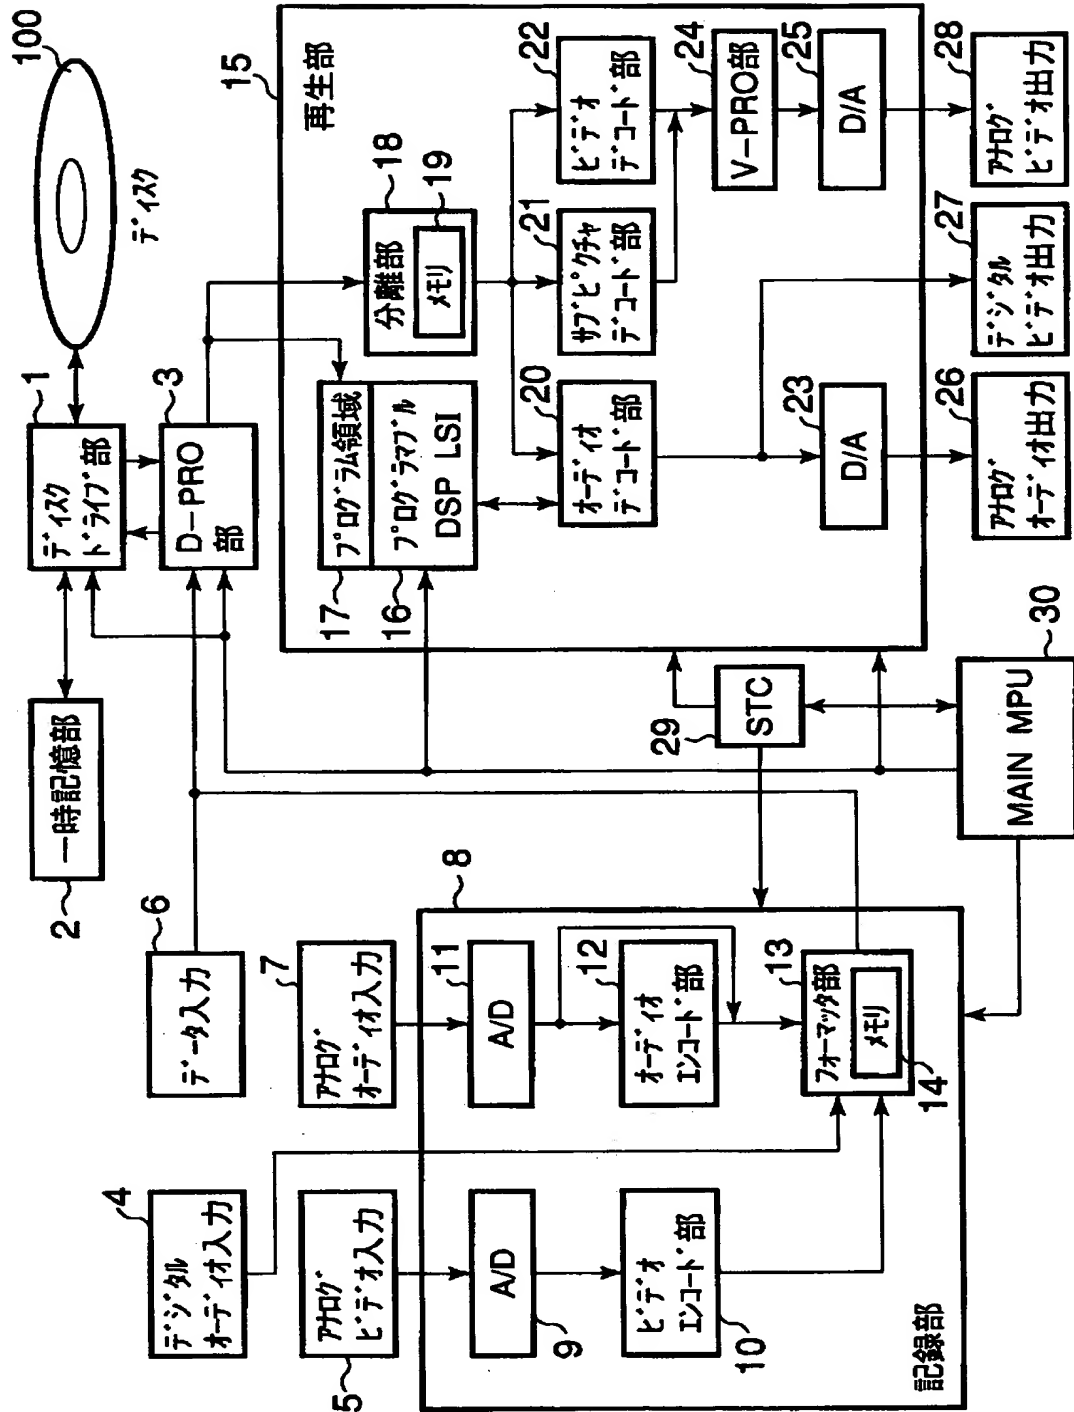 100
ディスク
1
ディスク
ドライブ部
2
一時記憶部
3
D-PRO
部
4
デジタル
オーディオ入力
5
アナログ
ビデオ入力
6
データ入力
7
アナログ
オーディオ入力
8
記録部
9
A/D
10
ビデオ
エンコード部
11
A/D
12
オーディオ
エンコード部
13
フォーマッタ部
メモリ
14
15
再生部
17
プログラム領域
16
プログラマブル
DSP LSI
18
分離部
19
メモリ
20
オーディオ
デコード部
21
サブピクチャ
デコード部
22
ビデオ
デコード部
23
D/A
24
V-PRO部
25
D/A
26
アナログ
オーディオ出力
27
デジタル
ビデオ出力
28
アナログ
ビデオ出力
29
STC
30
MAIN MPU